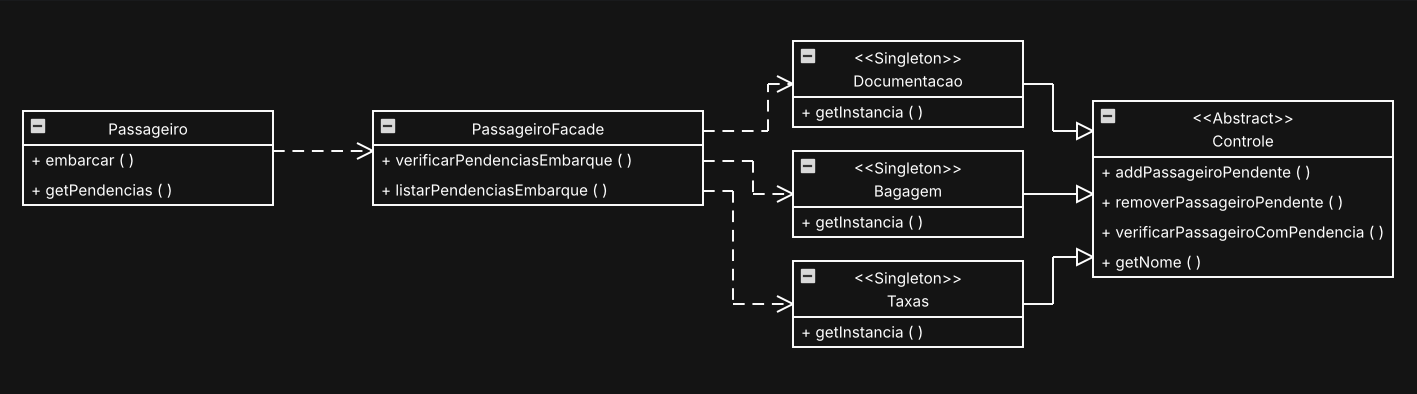 Passageiro
+ embarcar ( )
+ getPendencias ( )
PassageiroFacade
+ verificarPendenciasEmbarque ( )
+ listarPendenciasEmbarque ( )
<<Singleton>>
Documentacao
+ getInstancia ( )
<<Singleton>>
Bagagem
+ getInstancia ( )
<<Singleton>>
Taxas
+ getInstancia ( )
<<Abstract>>
Controle
+ addPassageiroPendente ( )
+ removerPassageiroPendente ( )
+ verificarPassageiroComPendencia ( )
+ getNome ( )